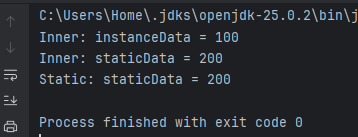 C:\Users\Home\.jdks\openjdk-25.0.2\bin\j
Inner: instanceData = 100
Inner: staticData = 200
Static: staticData = 200
Process finished with exit code 0